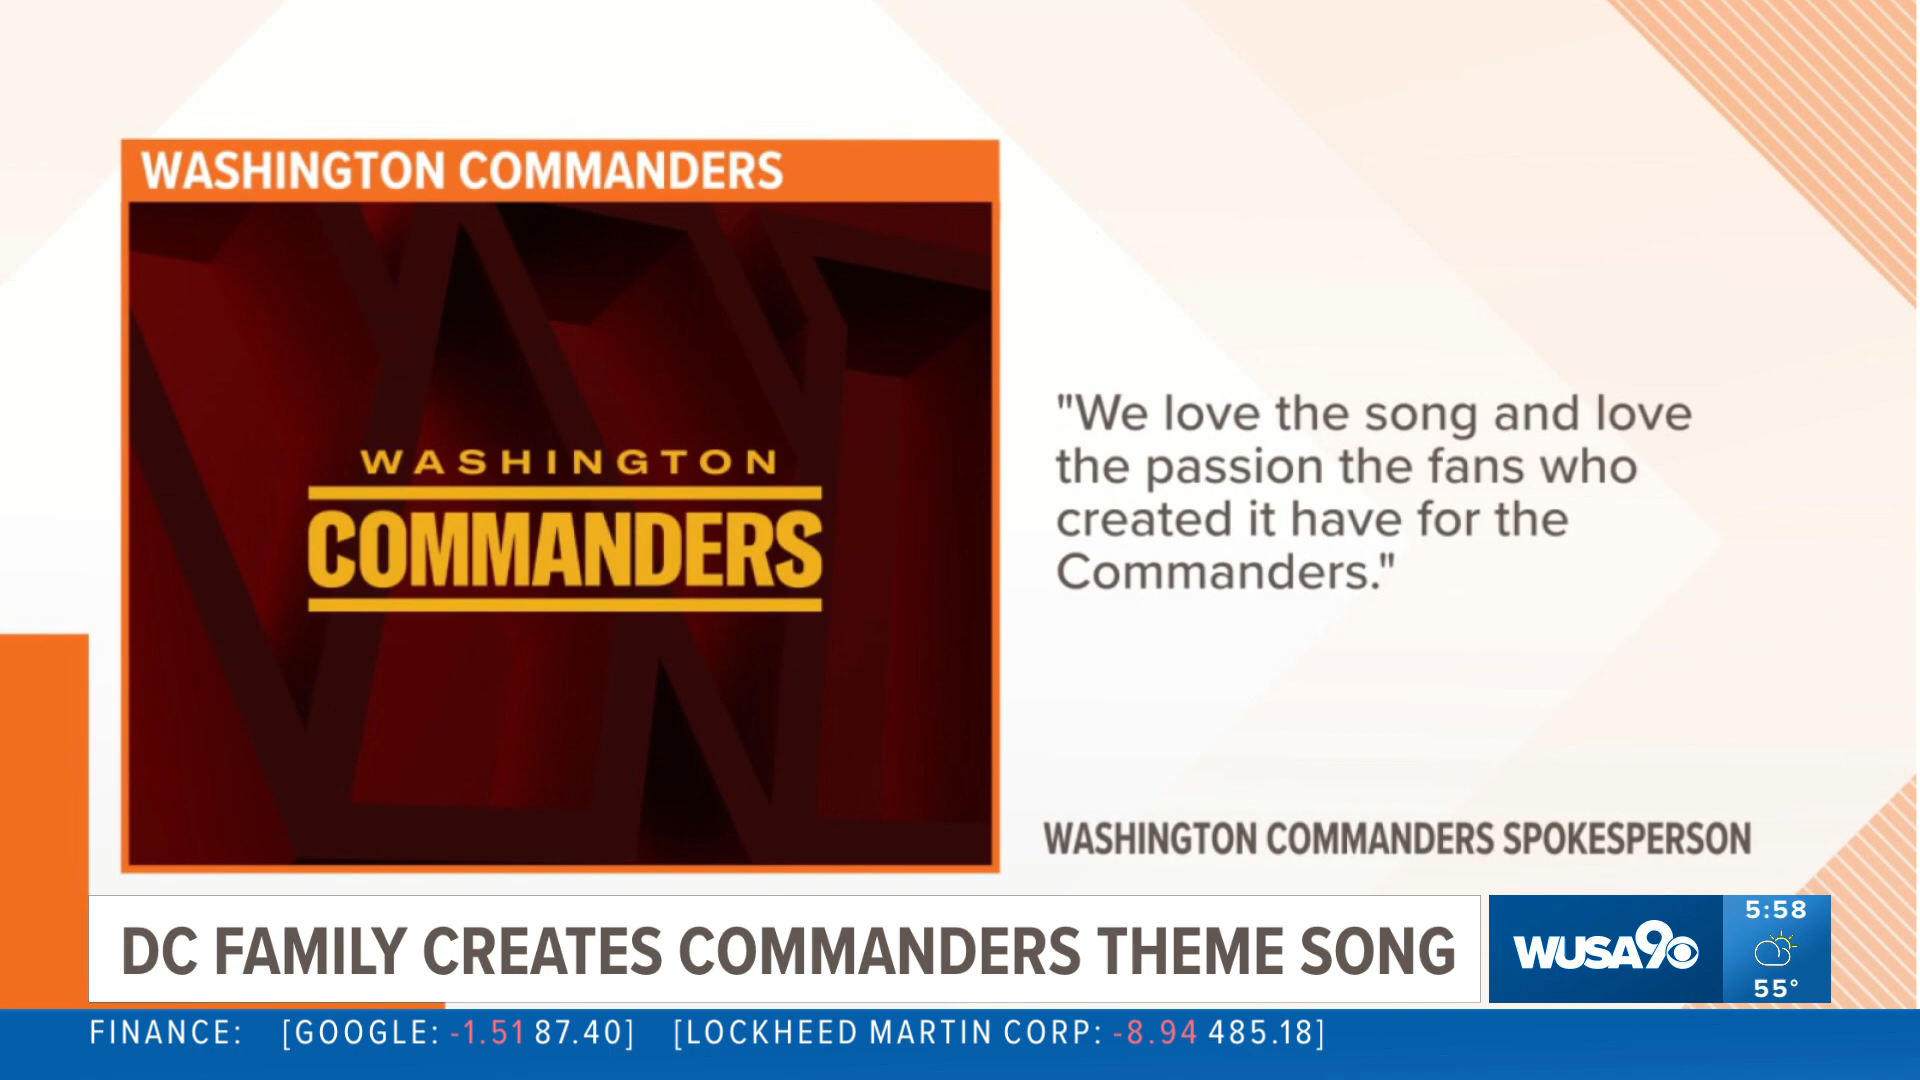 WASHINGTON COMMANDERS
WASHINGTON
COMMANDERS
"We love the song and love
the passion the fans who
created it have for the
Commanders."
WASHINGTON COMMANDERS SPOKESPERSON
DC FAMILY CREATES COMMANDERS THEME SONG
WUSA9
5:58
55°
FINANCE: [GOOGLE: -1.51 87.40] [LOCKHEED MARTIN CORP: -8.94 485.18]